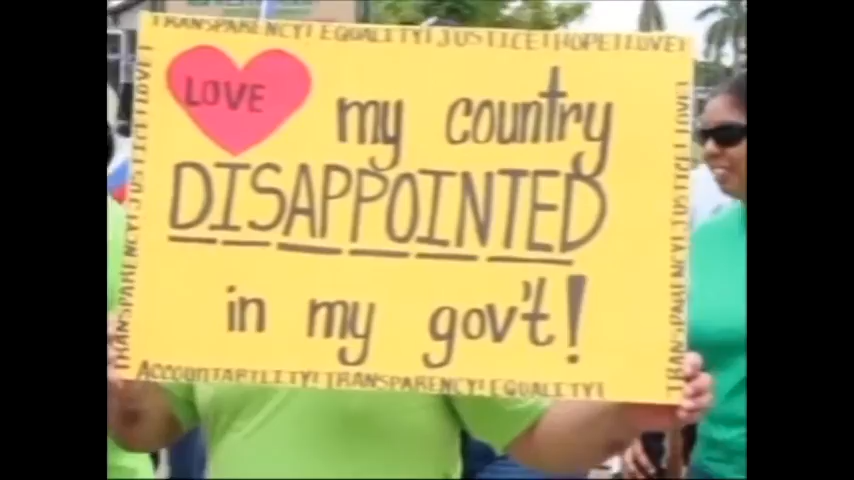 TRANSPARENCY! EQUALITY! JUSTICE! HOPE! LOVE!
LOVE my country
DISAPPOINTED
in my gov't!
ACCOUNTABILITY! TRANSPARENCY! EQUALITY!